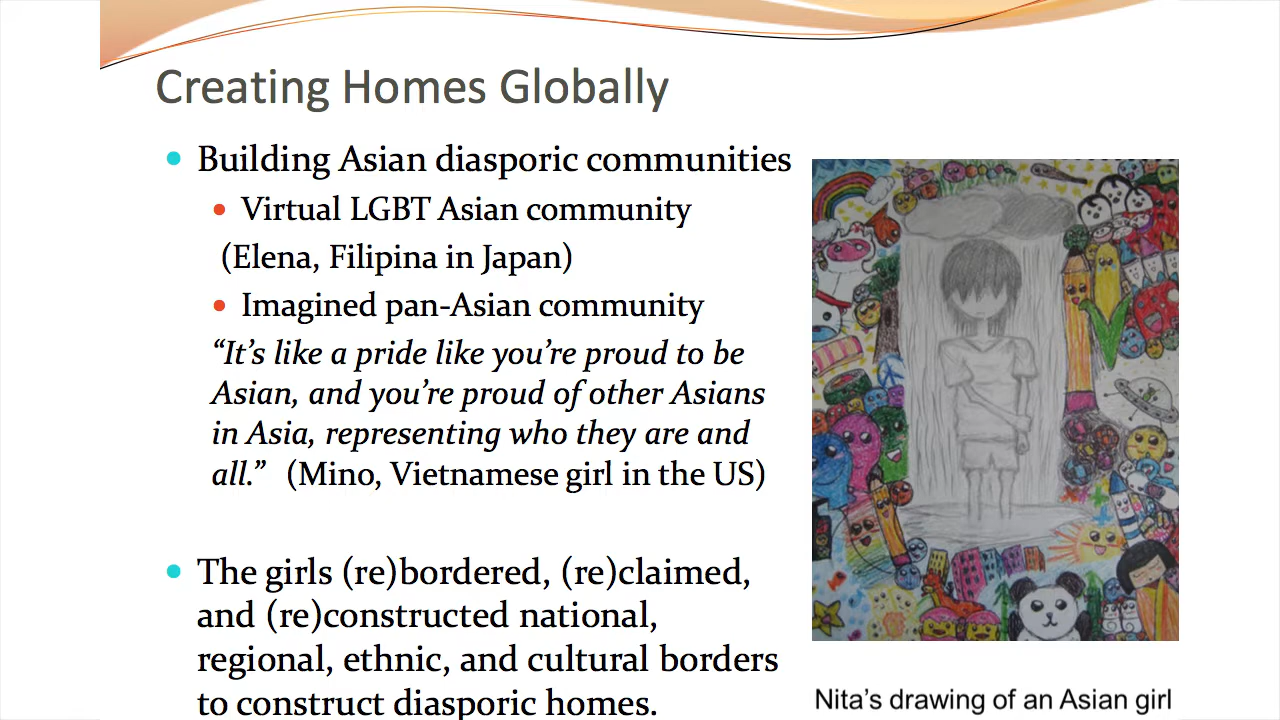 Creating Homes Globally
• Building Asian diasporic communities
• Virtual LGBT Asian community
(Elena, Filipina in Japan)
• Imagined pan-Asian community
“It’s like a pride like you’re proud to be
Asian, and you’re proud of other Asians
in Asia, representing who they are and
all.” (Mino, Vietnamese girl in the US)
• The girls (re)bordered, (re)claimed,
and (re)constructed national,
regional, ethnic, and cultural borders
to construct diasporic homes.
Nita’s drawing of an Asian girl